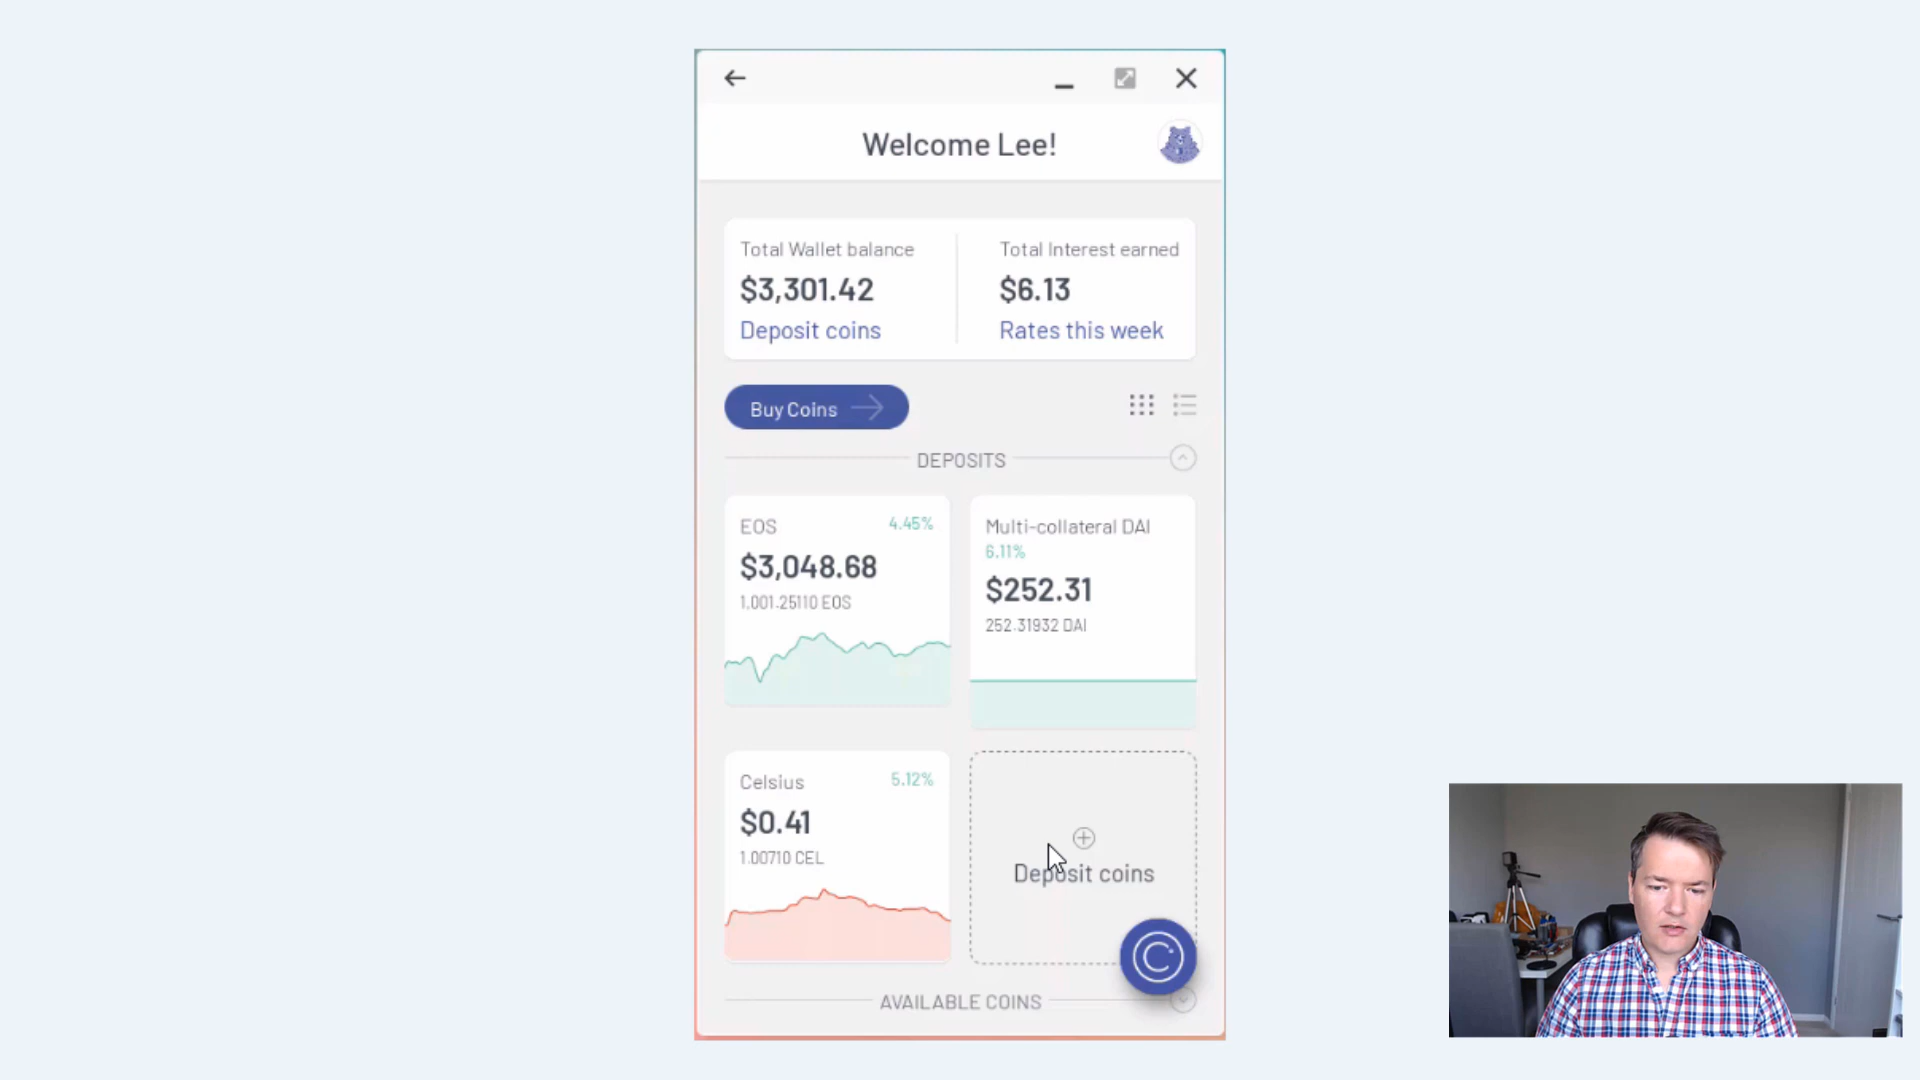 Welcome Lee!
Total Wallet balance
$3,301.42
Deposit coins
Total Interest earned
$6.13
Rates this week
Buy Coins
DEPOSITS
EOS 4.45%
$3,048.68
1,001.25110 EOS
Multi-collateral DAI
6.11%
$252.31
252.31932 DAI
Celsius 5.12%
$0.41
1.00710 CEL
Deposit coins
AVAILABLE COINS